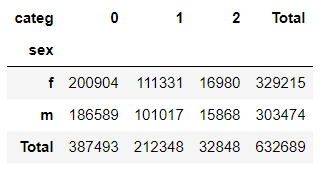 categ 0 1 2 Total
sex
f 200904 111331 16980 329215
m 186589 101017 15868 303474
Total 387493 212348 32848 632689